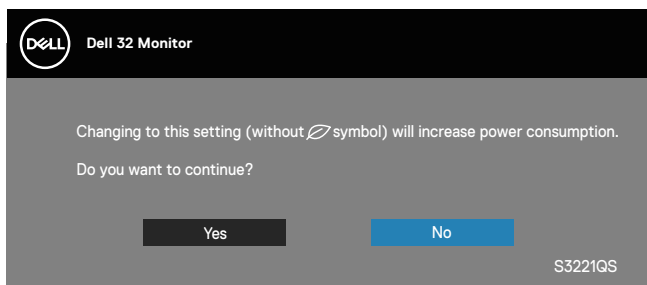 DELL
Dell 32 Monitor
Changing to this setting (without symbol) will increase power consumption.
Do you want to continue?
Yes
No
S3221QS